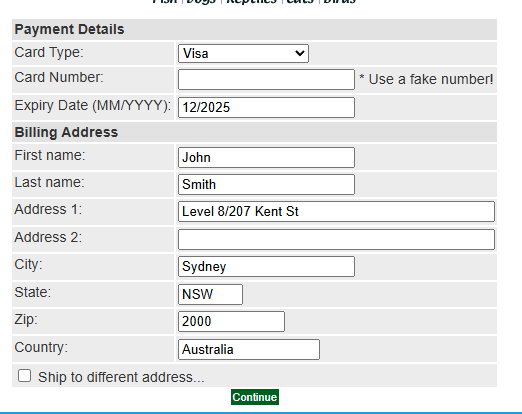 Fish | Dogs | Reptiles | Cats | Birds
Payment Details
Card Type: Visa
Card Number: * Use a fake number!
Expiry Date (MM/YYYY): 12/2025
Billing Address
First name: John
Last name: Smith
Address 1: Level 8/207 Kent St
Address 2:
City: Sydney
State: NSW
Zip: 2000
Country: Australia
Ship to different address...
Continue